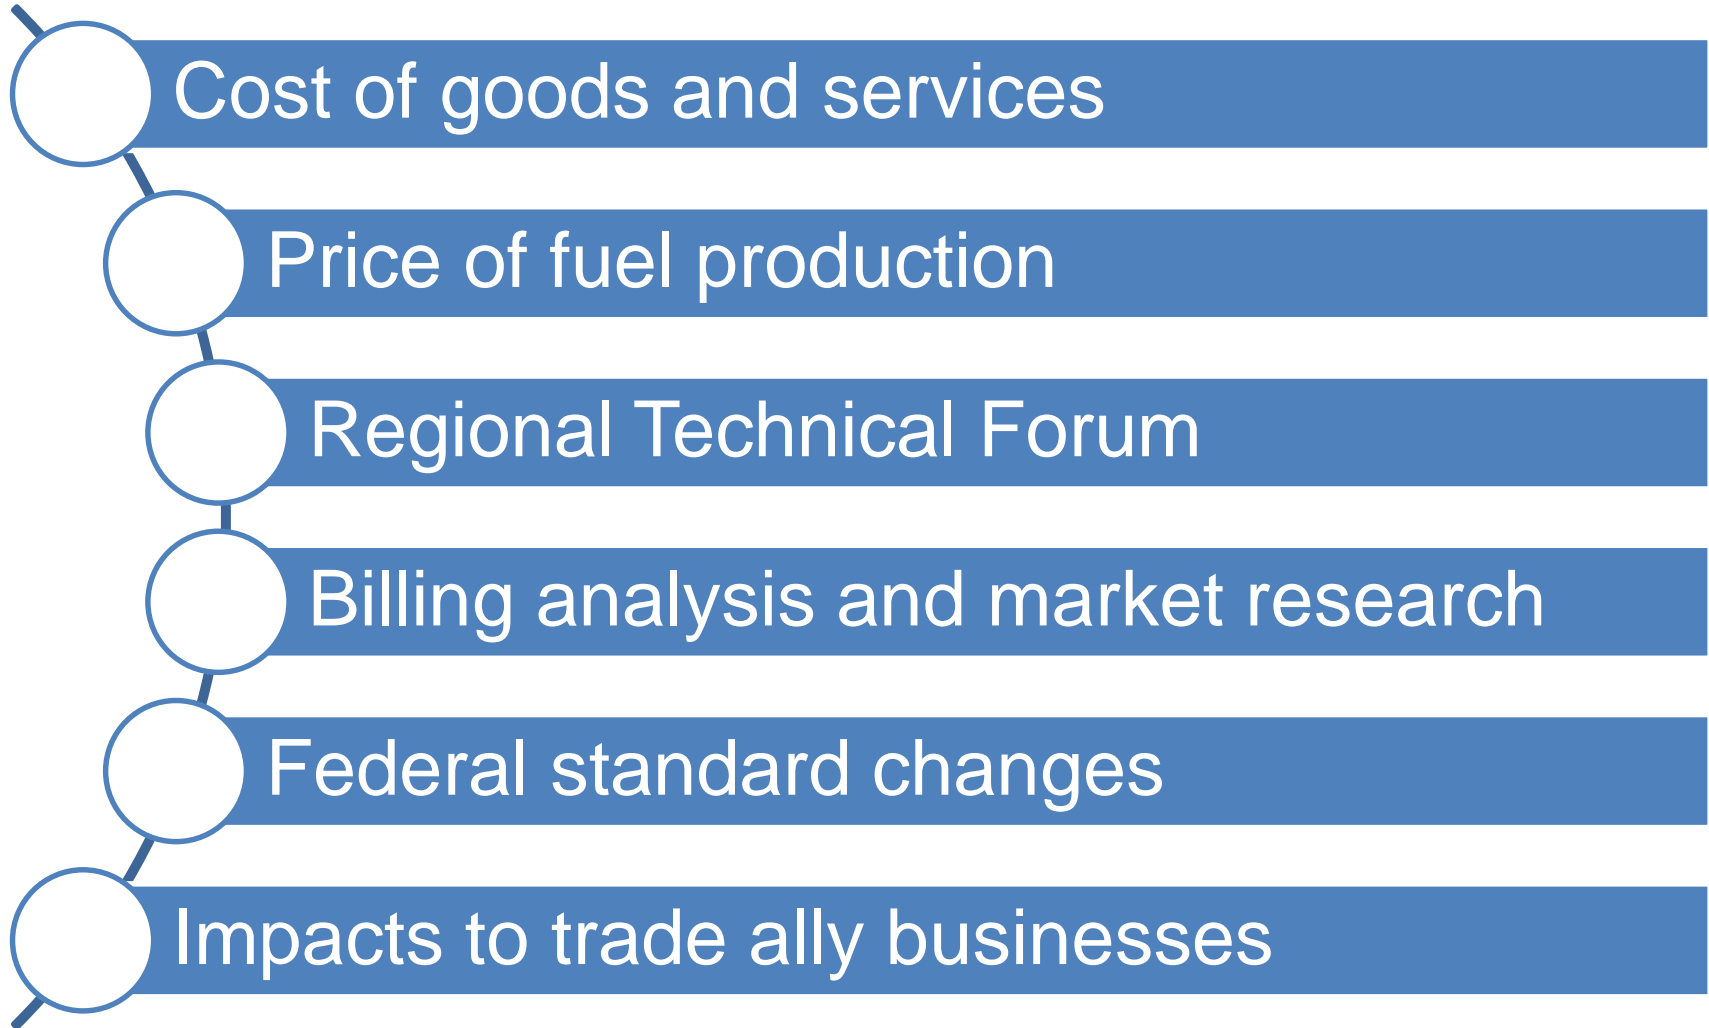 Cost of goods and services
Price of fuel production
Regional Technical Forum
Billing analysis and market research
Federal standard changes
Impacts to trade ally businesses